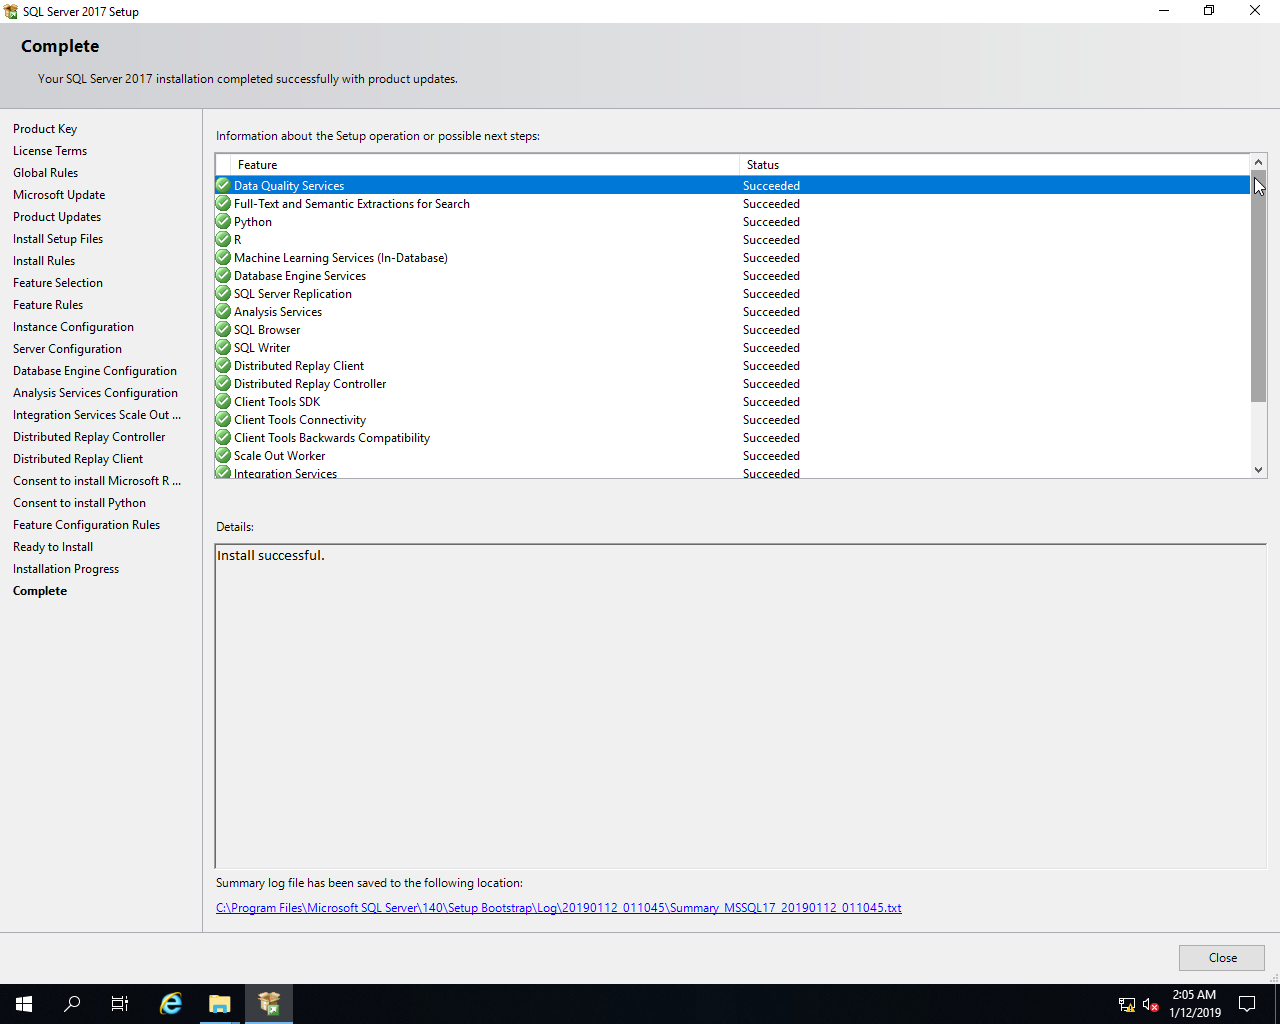 SQL Server 2017 Setup
Complete
Your SQL Server 2017 installation completed successfully with product updates.
Product Key
License Terms
Global Rules
Microsoft Update
Product Updates
Install Setup Files
Install Rules
Feature Selection
Feature Rules
Instance Configuration
Server Configuration
Database Engine Configuration
Analysis Services Configuration
Integration Services Scale Out ...
Distributed Replay Controller
Distributed Replay Client
Consent to install Microsoft R ...
Consent to install Python
Feature Configuration Rules
Ready to Install
Installation Progress
Complete
Information about the Setup operation or possible next steps:
Feature Status
Data Quality Services Succeeded
Full-Text and Semantic Extractions for Search Succeeded
Python Succeeded
R Succeeded
Machine Learning Services (In-Database) Succeeded
Database Engine Services Succeeded
SQL Server Replication Succeeded
Analysis Services Succeeded
SQL Browser Succeeded
SQL Writer Succeeded
Distributed Replay Client Succeeded
Distributed Replay Controller Succeeded
Client Tools SDK Succeeded
Client Tools Connectivity Succeeded
Client Tools Backwards Compatibility Succeeded
Scale Out Worker Succeeded
Integration Services Succeeded
Details:
Install successful.
Summary log file has been saved to the following location:
C:\Program Files\Microsoft SQL Server\140\Setup Bootstrap\Log\20190112_011045\Summary_MSSQL17_20190112_011045.txt
Close
2:05 AM
1/12/2019